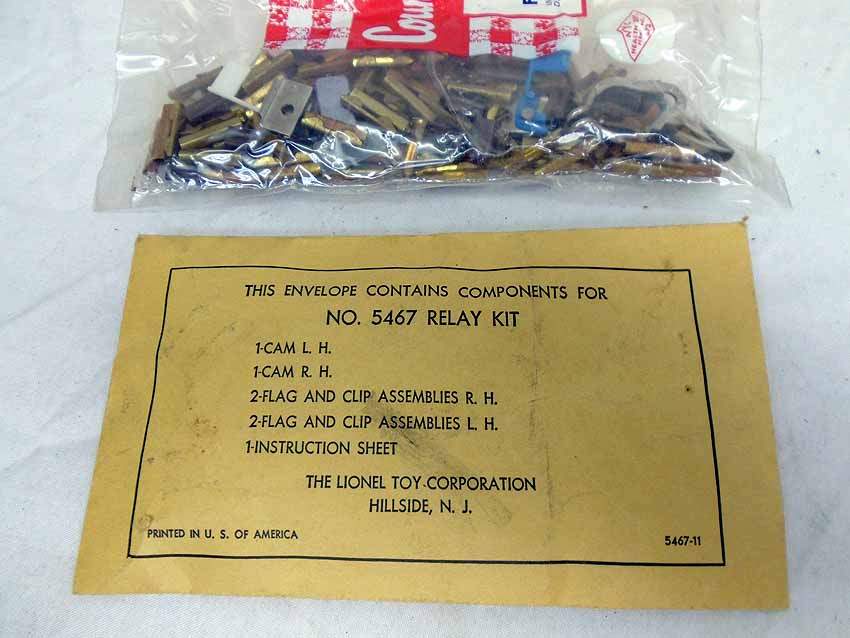 Coun
THIS ENVELOPE CONTAINS COMPONENTS FOR
NO. 5467 RELAY KIT
1-CAM L. H.
1-CAM R. H.
2-FLAG AND CLIP ASSEMBLIES R. H.
2-FLAG AND CLIP ASSEMBLIES L. H.
1-INSTRUCTION SHEET
THE LIONEL TOY CORPORATION
HILLSIDE, N. J.
PRINTED IN U. S. OF AMERICA
5467-11